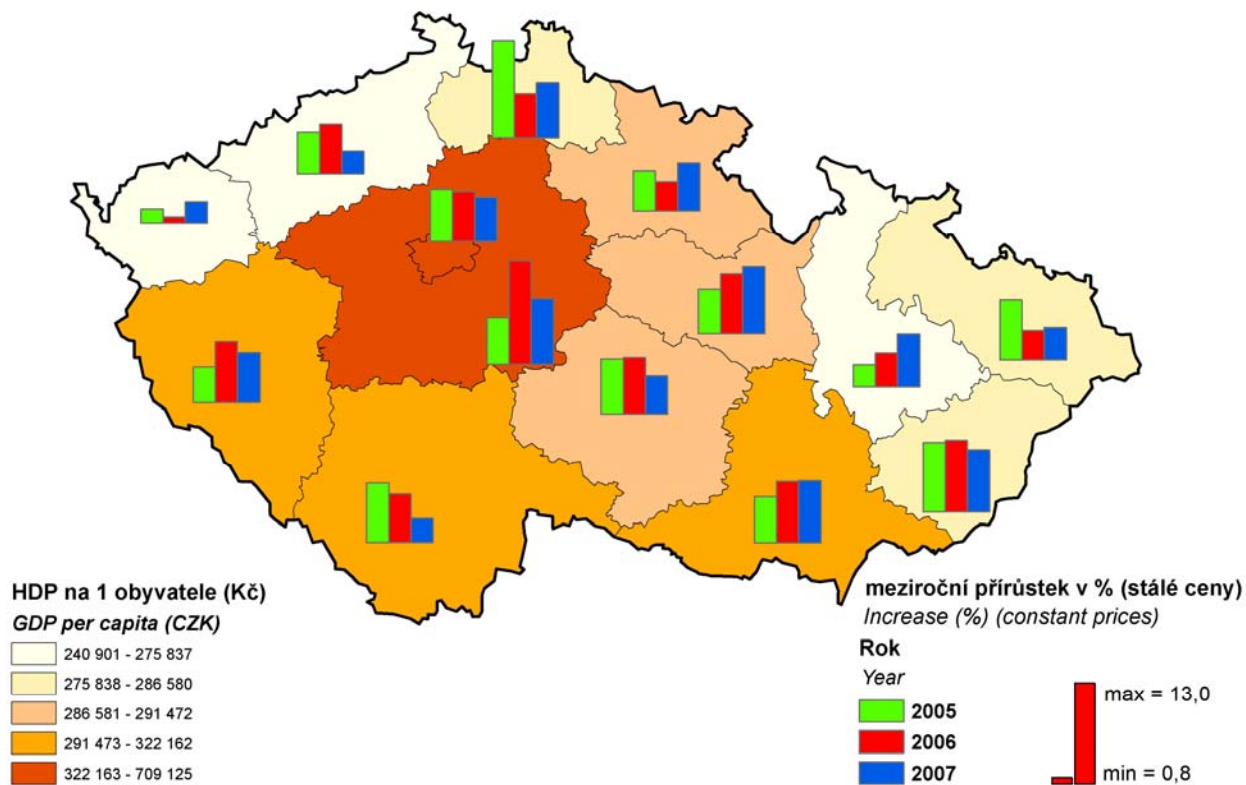 HDP na 1 obyvatele (Kč)
GDP per capita (CZK)
240 901 - 275 837
275 838 - 286 580
286 581 - 291 472
291 473 - 322 162
322 163 - 709 125
meziroční přírůstek v % (stálé ceny)
Increase (%) (constant prices)
Rok
Year
2005
2006
2007
max = 13,0
min = 0,8